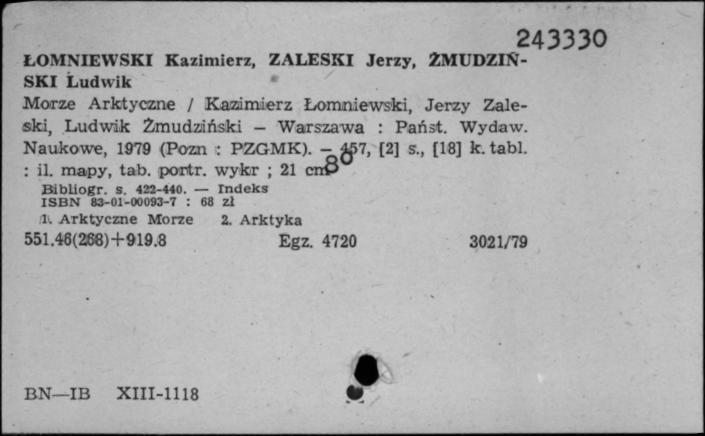 243330
ŁOMNIEWSKI Kazimierz, ZALESKI Jerzy, ŻMUDZIŃ-
SKI Ludwik
Morze Arktyczne / Kazimierz Łomniewski, Jerzy Zale-
ski, Ludwik Żmudziński — Warszawa : Państ. Wydaw.
Naukowe, 1979 (Pozn : PZGMK). — 457, [2] s., [18] k. tabl.
: il. mapy, tab. portr. wykr ; 21 cm 8°
Bibliogr. s. 422-440. — Indeks
ISBN 83-01-00093-7 : 68 zł
1. Arktyczne Morze 2. Arktyka
551.46(268)+919.8 Egz. 4720 3021/79
BN—IB XIII-1118